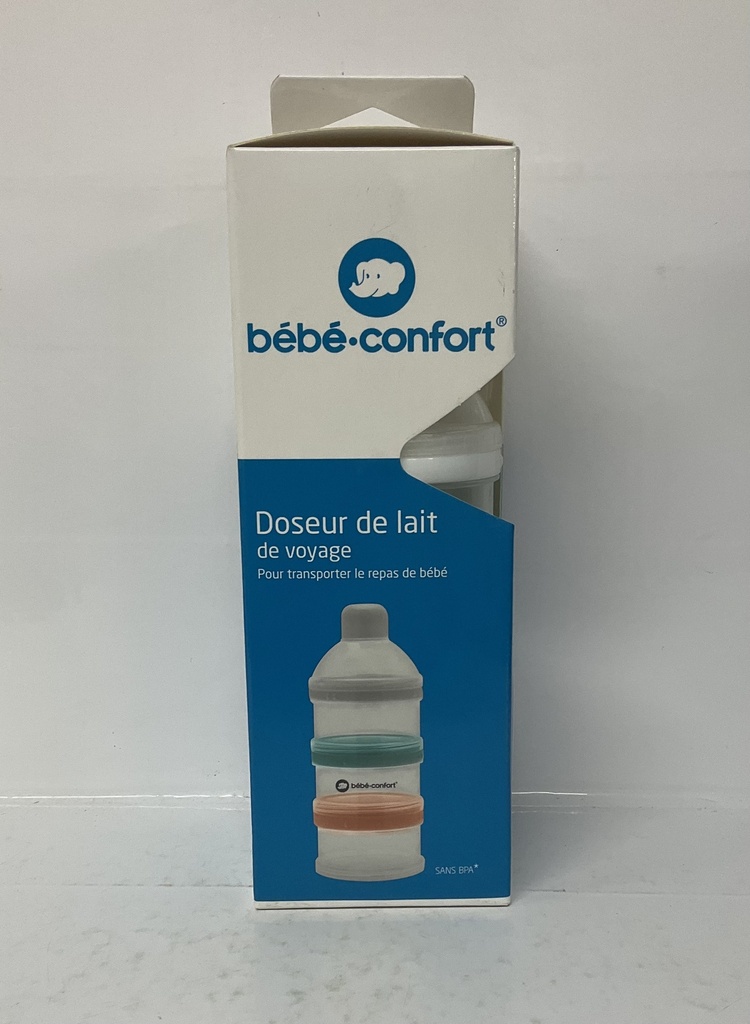 bébé·confort®
Doseur de lait
de voyage
Pour transporter le repas de bébé
bébé·confort®
SANS BPA*